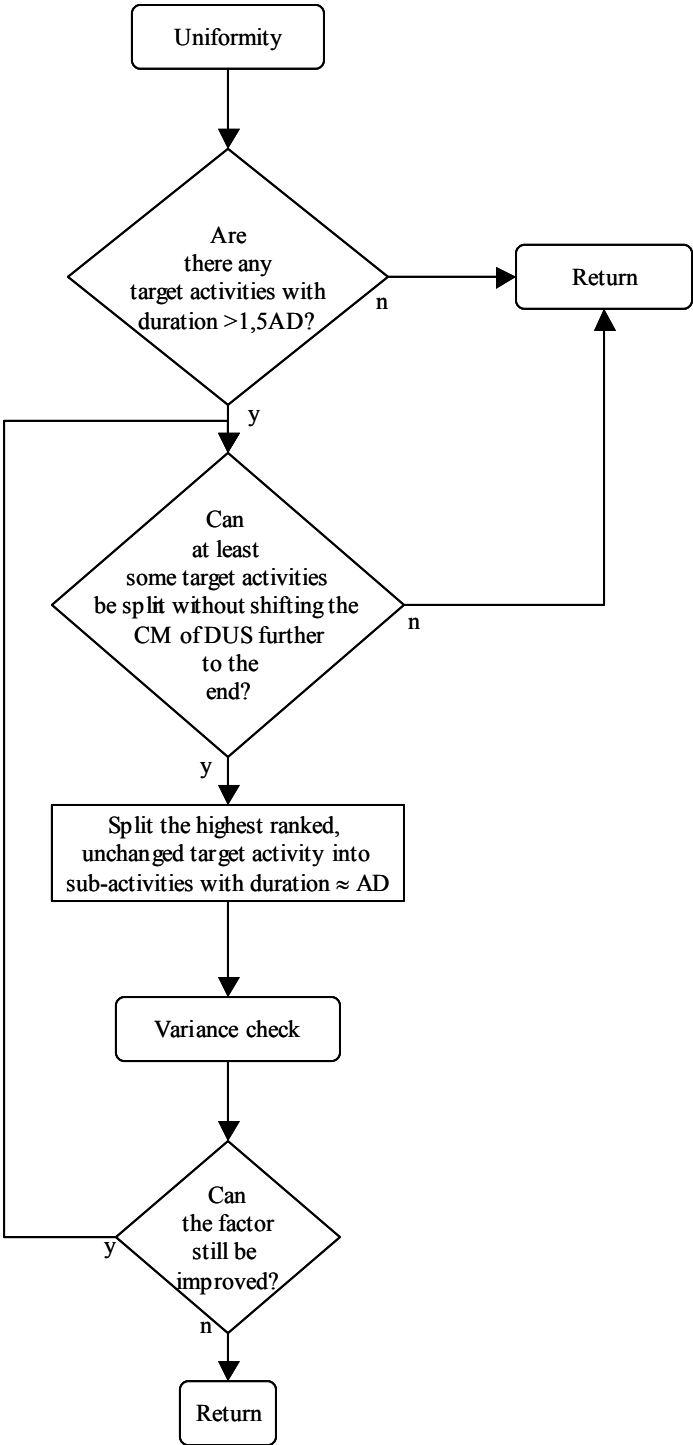 Uniformity
Are
there any
target activities with
duration >1,5AD?
n
Return
y
Can
at least
some target activities
be split without shifting the
CM of DUS further
to the
end?
n
y
Split the highest ranked,
unchanged target activity into
sub-activities with duration ≈ AD
Variance check
Can
the factor
still be
improved?
y
n
Return